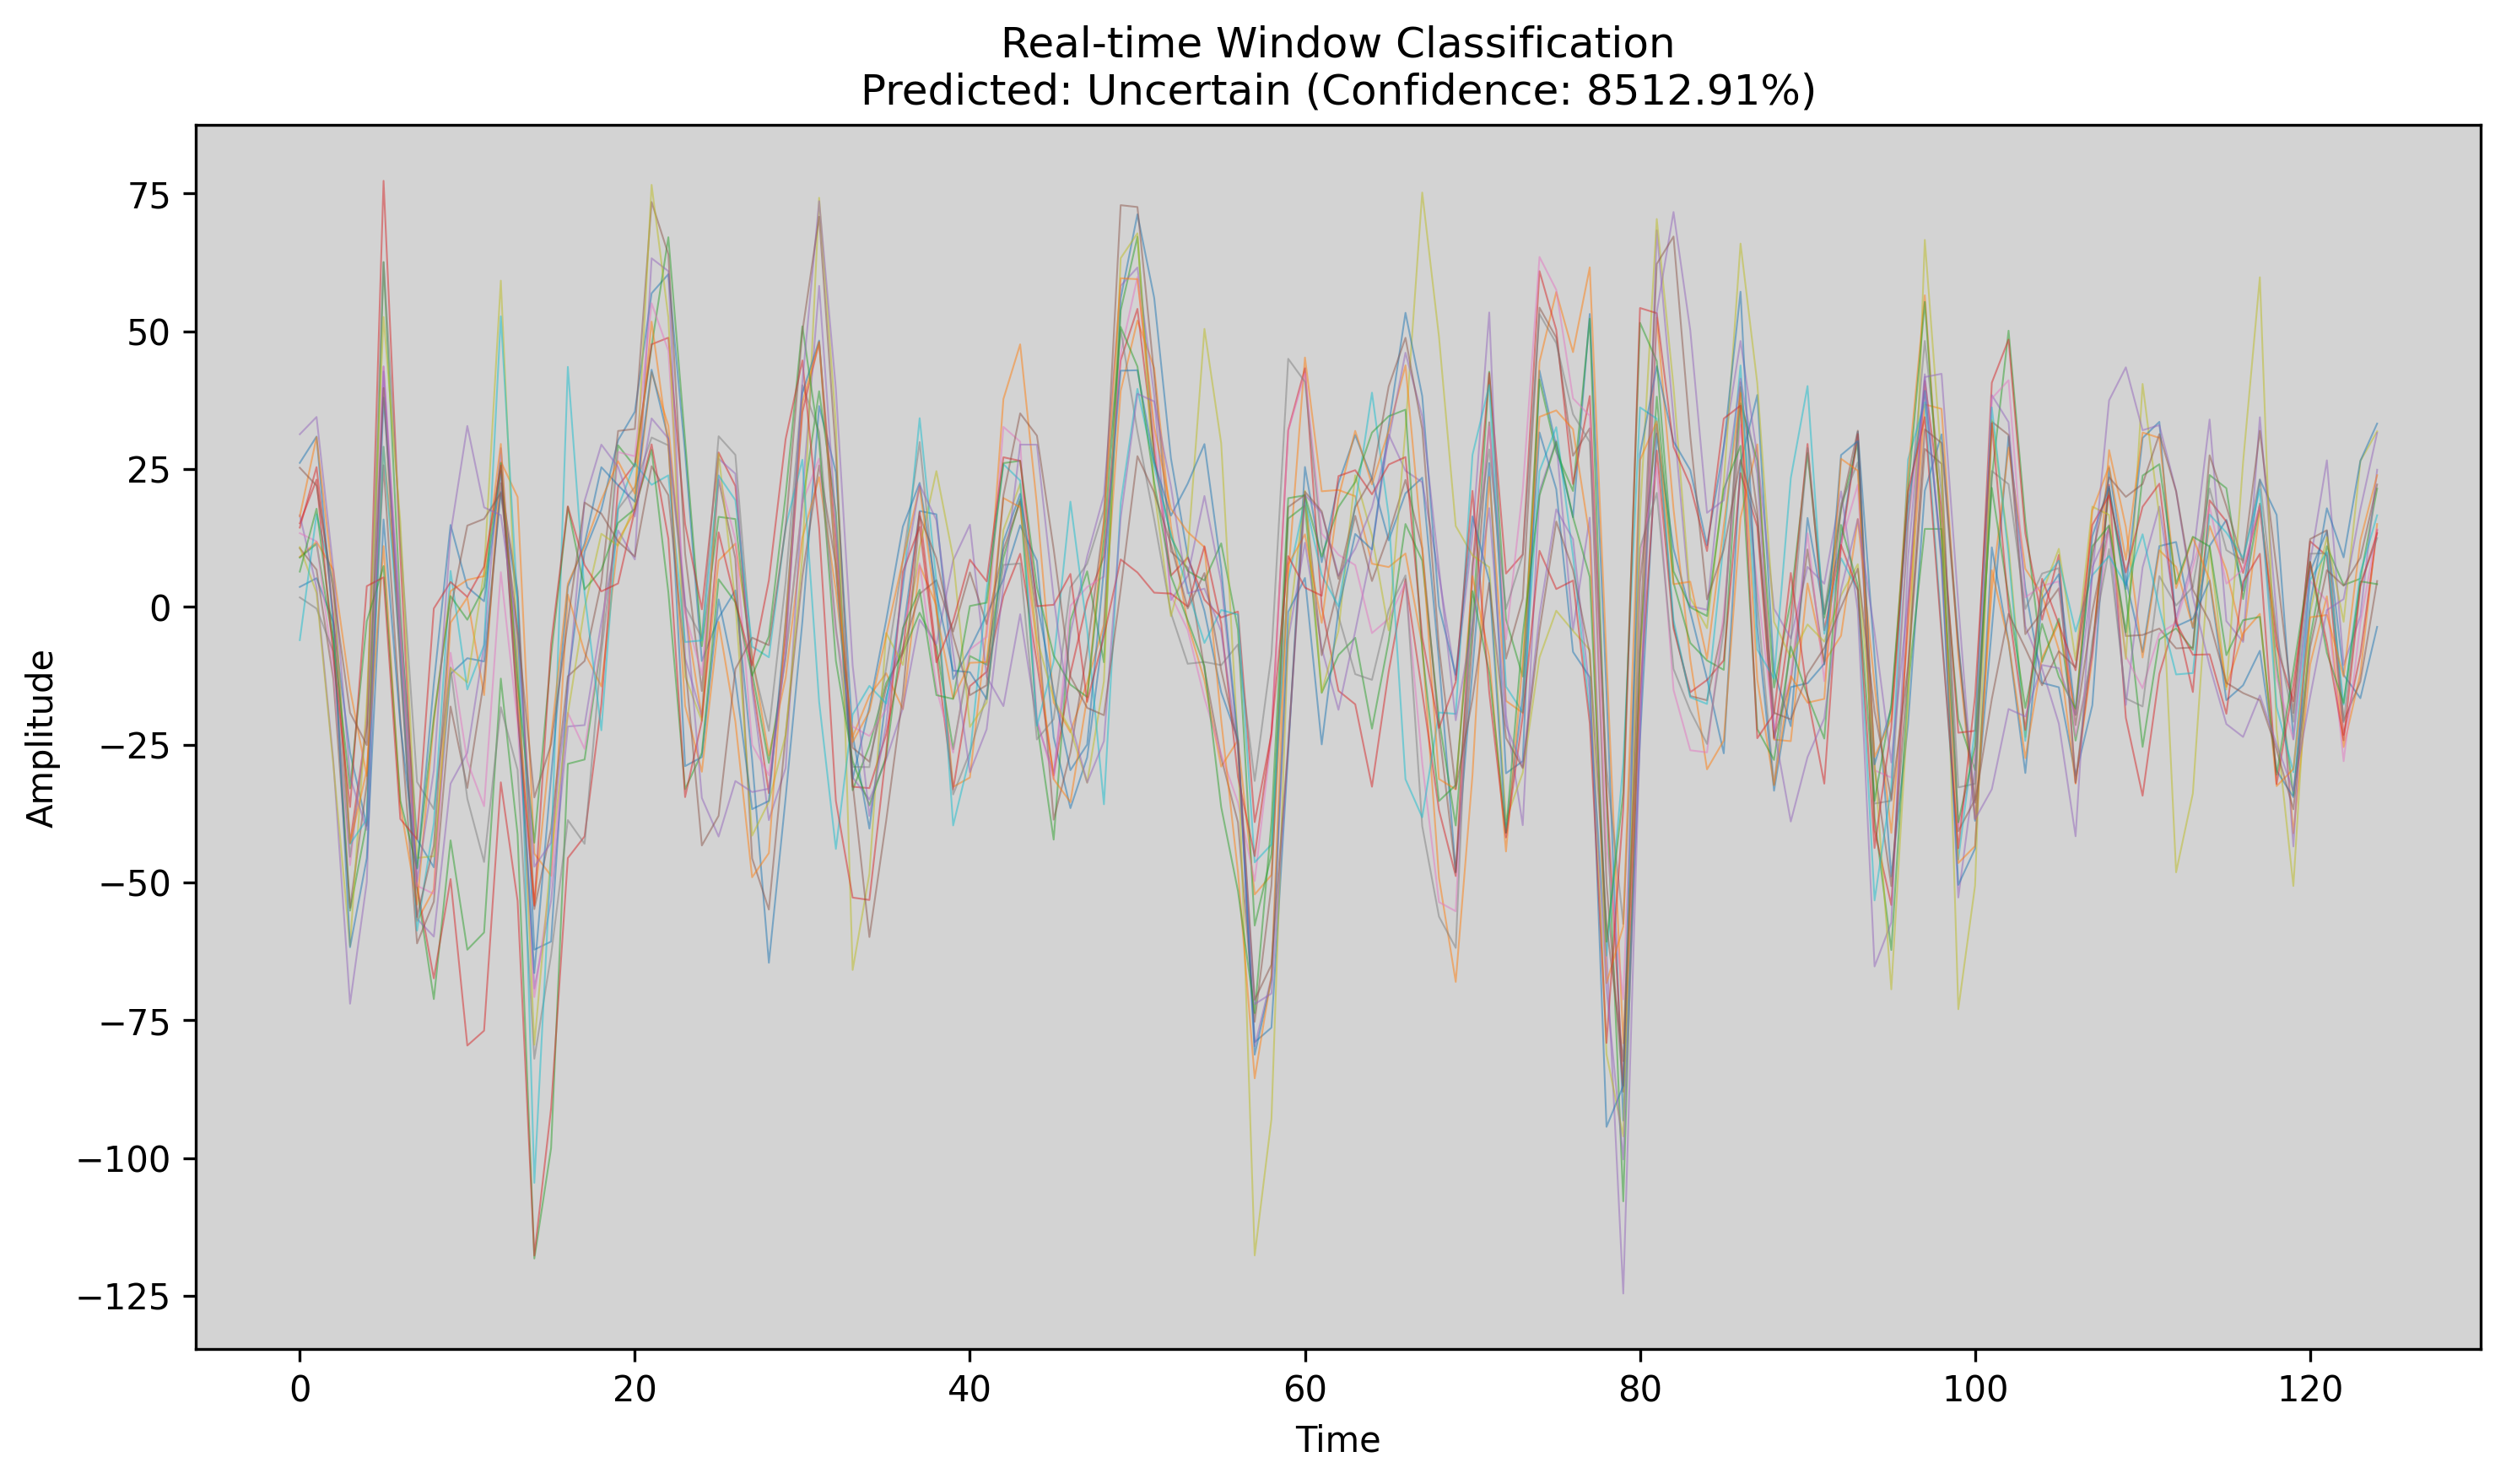 Real-time Window Classification
Predicted: Uncertain (Confidence: 8512.91%)
75
50
25
0
−25
−50
−75
−100
−125
Amplitude
0 20 40 60 80 100 120
Time